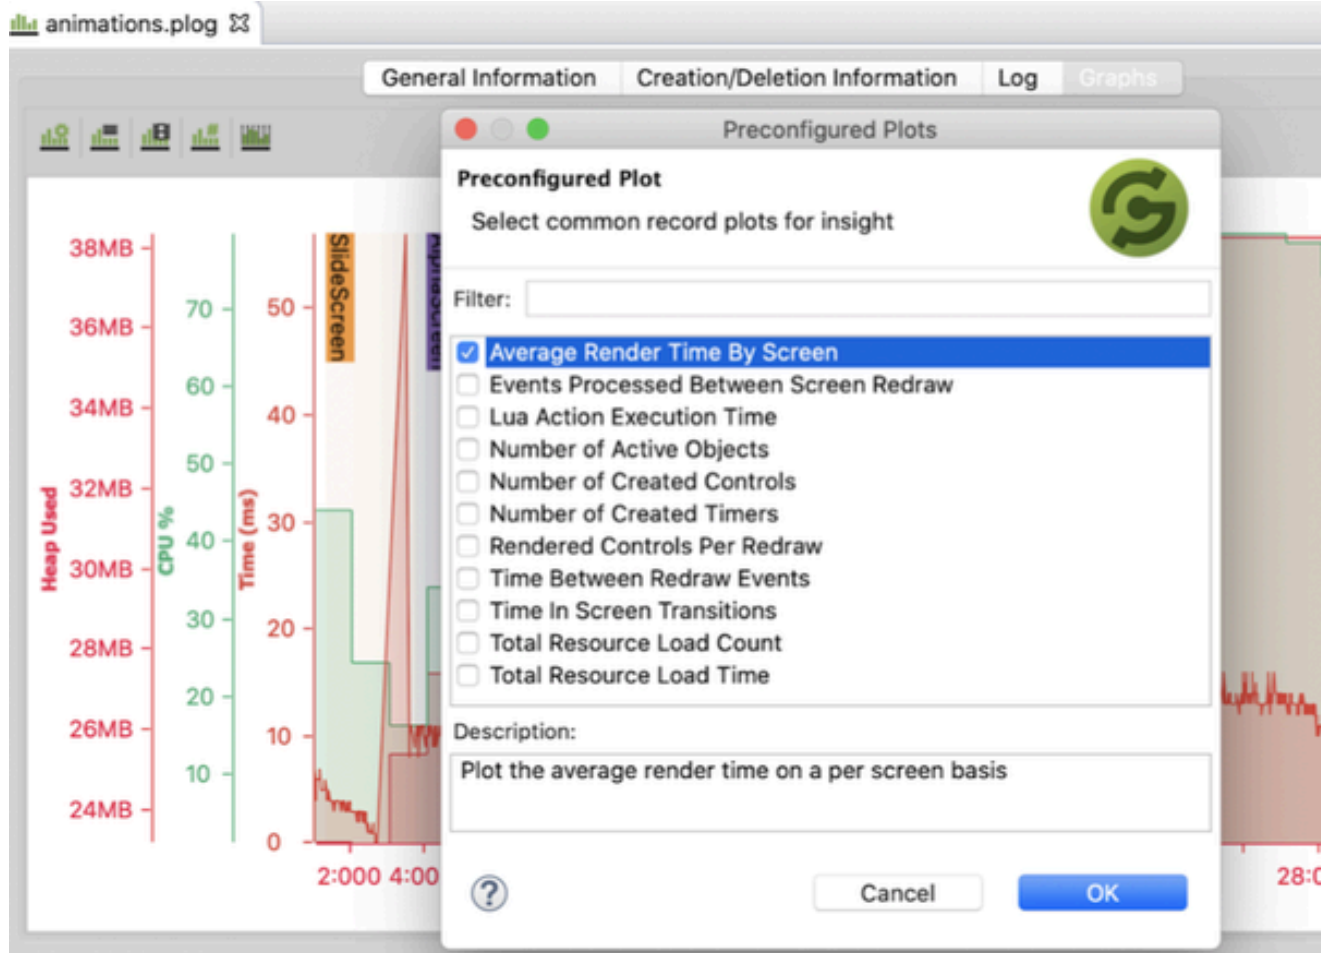 animations.plog
General Information Creation/Deletion Information Log Graphs
Preconfigured Plots
Preconfigured Plot
Select common record plots for insight
Filter:
Average Render Time By Screen
Events Processed Between Screen Redraw
Lua Action Execution Time
Number of Active Objects
Number of Created Controls
Number of Created Timers
Rendered Controls Per Redraw
Time Between Redraw Events
Time In Screen Transitions
Total Resource Load Count
Total Resource Load Time
Description:
Plot the average render time on a per screen basis
Cancel OK
Heap Used
38MB
36MB
34MB
32MB
30MB
28MB
26MB
24MB
CPU %
70
60
50
40
30
20
10
Time (ms)
50
40
30
20
10
0
SlideScreen
2:000 4:00
28:0